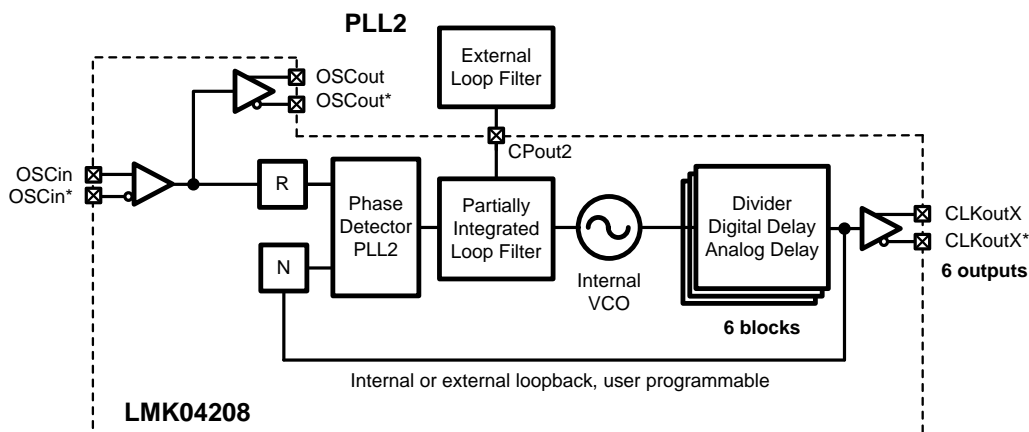 PLL2
External
Loop Filter
OSCout
OSCout*
CPout2
OSCin
OSCin*
R
N
Phase
Detector
PLL2
Partially
Integrated
Loop Filter
Internal
VCO
Divider
Digital Delay
Analog Delay
6 blocks
CLKoutX
CLKoutX*
6 outputs
Internal or external loopback, user programmable
LMK04208